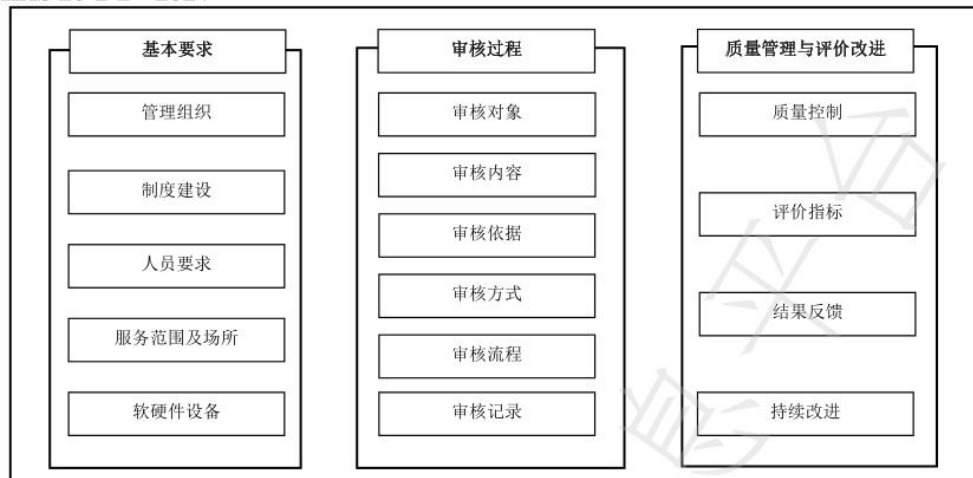 基本要求
管理组织
制度建设
人员要求
服务范围及场所
软硬件设备
审核过程
审核对象
审核内容
审核依据
审核方式
审核流程
审核记录
质量管理与评价改进
质量控制
评价指标
结果反馈
持续改进